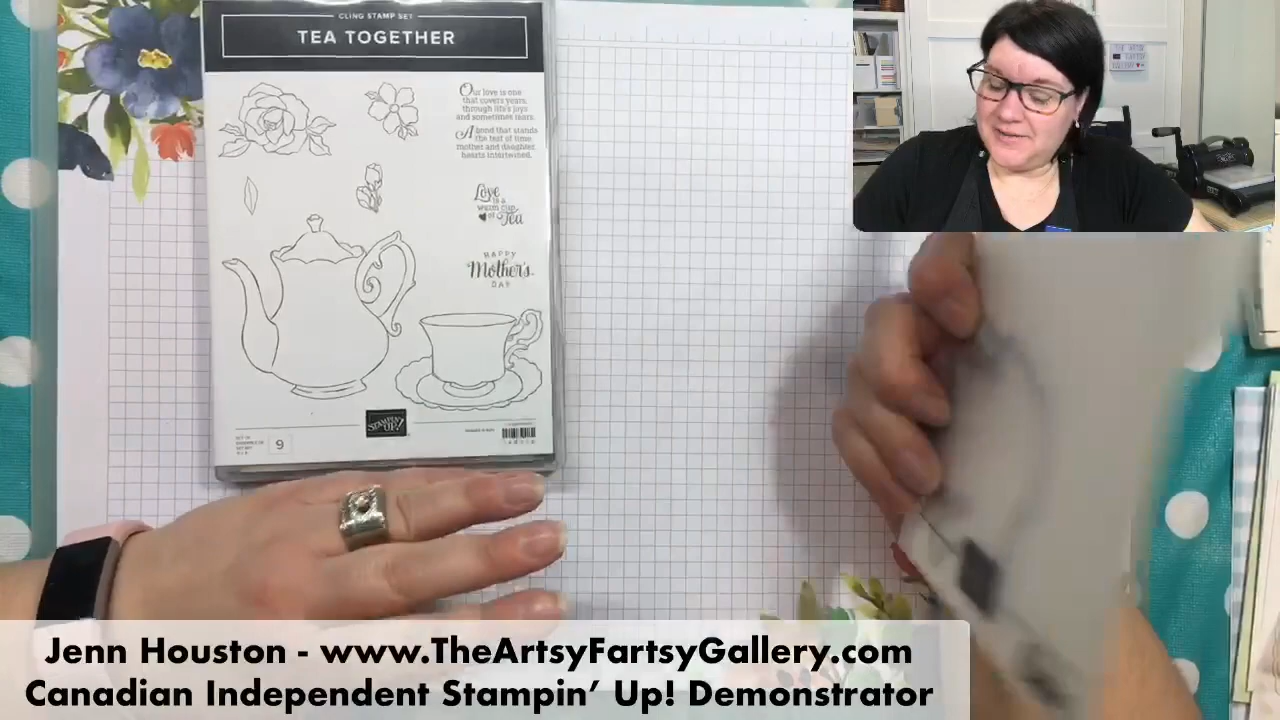 CLING STAMP SET
TEA TOGETHER
Our love is one
that covers years,
through life's joys
and sometimes tears.
A bond that stands
the test of time,
mother and daughter,
hearts intertwined.
Love
is a
warm cup
of Tea
HAPPY
Mother's
DAY
STAMPIN' UP!
9
Jenn Houston - www.TheArtsyFartsyGallery.com
Canadian Independent Stampin' Up! Demonstrator